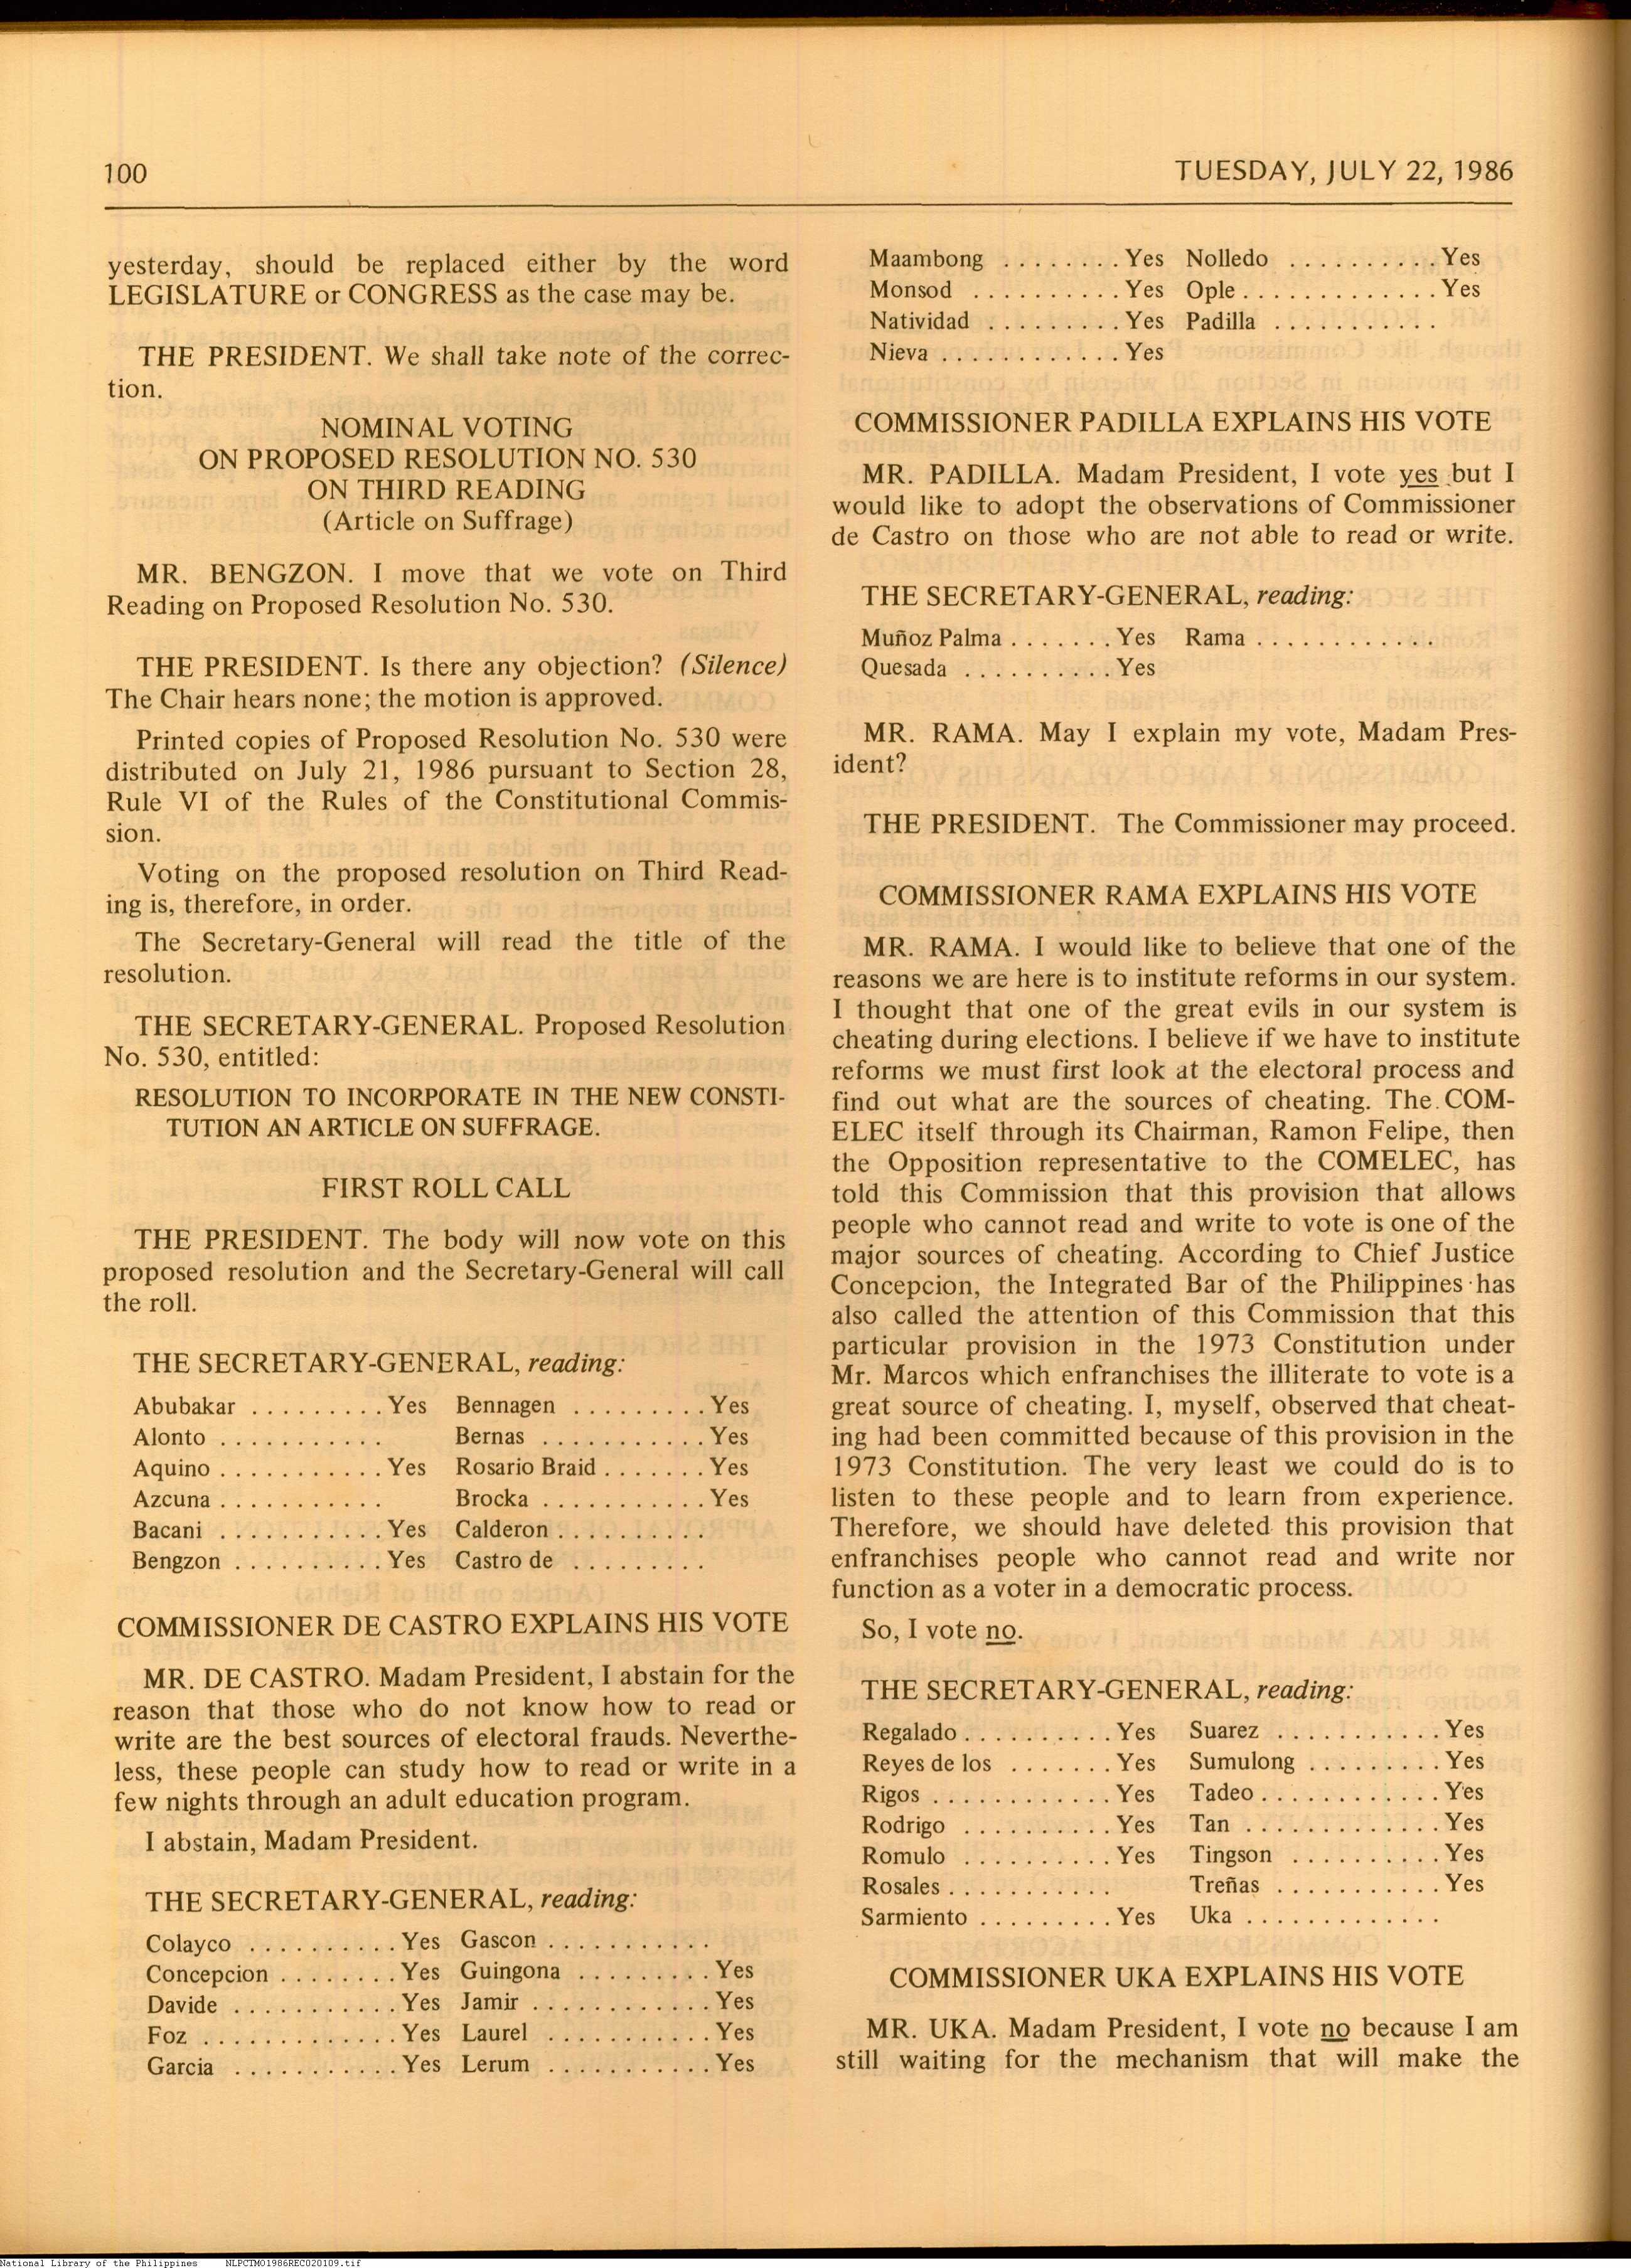 100
TUESDAY, JULY 22, 1986
yesterday, should be replaced either by the word
LEGISLATURE or CONGRESS as the case may be.
THE PRESIDENT. We shall take note of the correc-
tion.
NOMINAL VOTING
ON PROPOSED RESOLUTION NO. 530
ON THIRD READING
(Article on Suffrage)
MR. BENGZON. I move that we vote on Third
Reading on Proposed Resolution No. 530.
THE PRESIDENT. Is there any objection? (Silence)
The Chair hears none; the motion is approved.
Printed copies of Proposed Resolution No. 530 were
distributed on July 21, 1986 pursuant to Section 28,
Rule VI of the Rules of the Constitutional Commis-
sion.
Voting on the proposed resolution on Third Read-
ing is, therefore, in order.
The Secretary-General will read the title of the
resolution.
THE SECRETARY-GENERAL. Proposed Resolution
No. 530, entitled:
RESOLUTION TO INCORPORATE IN THE NEW CONSTI-
TUTION AN ARTICLE ON SUFFRAGE.
FIRST ROLL CALL
THE PRESIDENT. The body will now vote on this
proposed resolution and the Secretary-General will call
the roll.
THE SECRETARY-GENERAL, reading:
Abubakar . . . . . . . . . Yes Bennagen . . . . . . . . . Yes
Alonto . . . . . . . . . . . Bernas . . . . . . . . . . . Yes
Aquino . . . . . . . . . . . Yes Rosario Braid . . . . . . . Yes
Azcuna . . . . . . . . . . . Brocka . . . . . . . . . . . Yes
Bacani . . . . . . . . . . . Yes Calderon . . . . . . . . . .
Bengzon . . . . . . . . . . Yes Castro de . . . . . . . . .
COMMISSIONER DE CASTRO EXPLAINS HIS VOTE
MR. DE CASTRO. Madam President, I abstain for the
reason that those who do not know how to read or
write are the best sources of electoral frauds. Neverthe-
less, these people can study how to read or write in a
few nights through an adult education program.
I abstain, Madam President.
THE SECRETARY-GENERAL, reading:
Colayco . . . . . . . . . . Yes Gascon . . . . . . . . . . .
Concepcion . . . . . . . . Yes Guingona . . . . . . . . . Yes
Davide . . . . . . . . . . . Yes Jamir . . . . . . . . . . . . Yes
Foz . . . . . . . . . . . . . Yes Laurel . . . . . . . . . . . Yes
Garcia . . . . . . . . . . . Yes Lerum . . . . . . . . . . . Yes
Maambong . . . . . . . . Yes Nolledo . . . . . . . . . . Yes
Monsod . . . . . . . . . . Yes Ople . . . . . . . . . . . . . Yes
Natividad . . . . . . . . . Yes Padilla . . . . . . . . . . .
Nieva . . . . . . . . . . . . Yes
COMMISSIONER PADILLA EXPLAINS HIS VOTE
MR. PADILLA. Madam President, I vote yes but I
would like to adopt the observations of Commissioner
de Castro on those who are not able to read or write.
THE SECRETARY-GENERAL, reading:
Muñoz Palma . . . . . . . Yes Rama . . . . . . . . . . . .
Quesada . . . . . . . . . . Yes
MR. RAMA. May I explain my vote, Madam Pres-
ident?
THE PRESIDENT. The Commissioner may proceed.
COMMISSIONER RAMA EXPLAINS HIS VOTE
MR. RAMA. I would like to believe that one of the
reasons we are here is to institute reforms in our system.
I thought that one of the great evils in our system is
cheating during elections. I believe if we have to institute
reforms we must first look at the electoral process and
find out what are the sources of cheating. The COM-
ELEC itself through its Chairman, Ramon Felipe, then
the Opposition representative to the COMELEC, has
told this Commission that this provision that allows
people who cannot read and write to vote is one of the
major sources of cheating. According to Chief Justice
Concepcion, the Integrated Bar of the Philippines has
also called the attention of this Commission that this
particular provision in the 1973 Constitution under
Mr. Marcos which enfranchises the illiterate to vote is a
great source of cheating. I, myself, observed that cheat-
ing had been committed because of this provision in the
1973 Constitution. The very least we could do is to
listen to these people and to learn from experience.
Therefore, we should have deleted this provision that
enfranchises people who cannot read and write nor
function as a voter in a democratic process.
So, I vote no.
THE SECRETARY-GENERAL, reading:
Regalado . . . . . . . . . . Yes Suarez . . . . . . . . . . . Yes
Reyes de los . . . . . . . Yes Sumulong . . . . . . . . . Yes
Rigos . . . . . . . . . . . . Yes Tadeo . . . . . . . . . . . . Yes
Rodrigo . . . . . . . . . . Yes Tan . . . . . . . . . . . . . Yes
Romulo . . . . . . . . . . Yes Tingson . . . . . . . . . . Yes
Rosales . . . . . . . . . . . Treñas . . . . . . . . . . . Yes
Sarmiento . . . . . . . . . Yes Uka . . . . . . . . . . . . .
COMMISSIONER UKA EXPLAINS HIS VOTE
MR. UKA. Madam President, I vote no because I am
still waiting for the mechanism that will make the
National Library of the Philippines NLPCTMO1986REC020109.tif